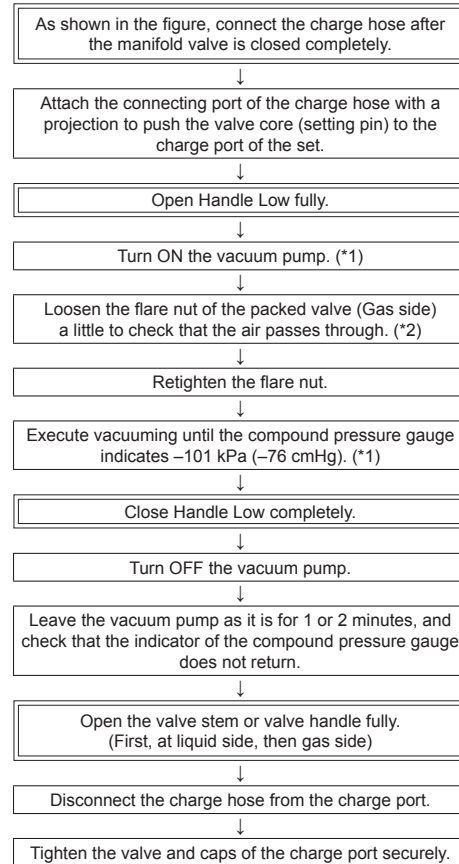 As shown in the figure, connect the charge hose after
the manifold valve is closed completely.
↓
Attach the connecting port of the charge hose with a
projection to push the valve core (setting pin) to the
charge port of the set.
↓
Open Handle Low fully.
↓
Turn ON the vacuum pump. (*1)
↓
Loosen the flare nut of the packed valve (Gas side)
a little to check that the air passes through. (*2)
↓
Retighten the flare nut.
↓
Execute vacuuming until the compound pressure gauge
indicates –101 kPa (–76 cmHg). (*1)
↓
Close Handle Low completely.
↓
Turn OFF the vacuum pump.
↓
Leave the vacuum pump as it is for 1 or 2 minutes, and
check that the indicator of the compound pressure gauge
does not return.
↓
Open the valve stem or valve handle fully.
(First, at liquid side, then gas side)
↓
Disconnect the charge hose from the charge port.
↓
Tighten the valve and caps of the charge port securely.